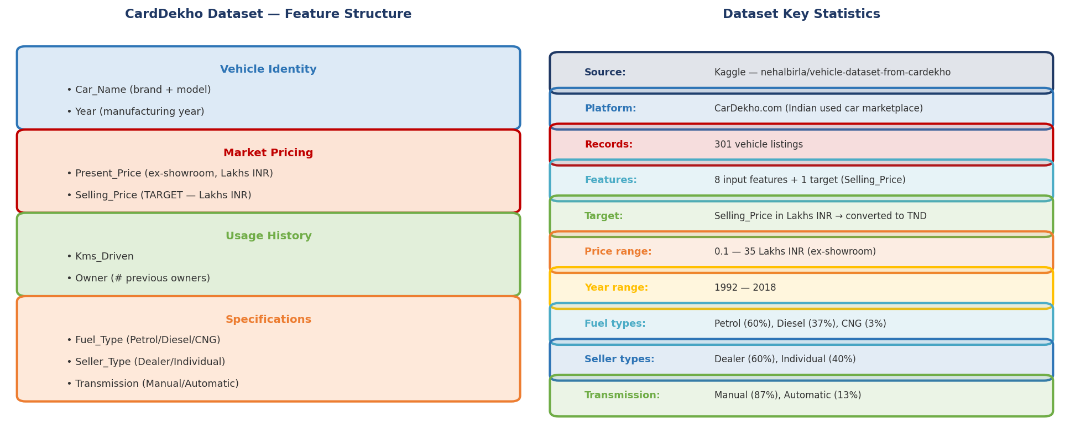 CardDekho Dataset — Feature Structure
Vehicle Identity
• Car_Name (brand + model)
• Year (manufacturing year)
Market Pricing
• Present_Price (ex-showroom, Lakhs INR)
• Selling_Price (TARGET — Lakhs INR)
Usage History
• Kms_Driven
• Owner (# previous owners)
Specifications
• Fuel_Type (Petrol/Diesel/CNG)
• Seller_Type (Dealer/Individual)
• Transmission (Manual/Automatic)
Dataset Key Statistics
Source: Kaggle — nehalbirla/vehicle-dataset-from-cardekho
Platform: CarDekho.com (Indian used car marketplace)
Records: 301 vehicle listings
Features: 8 input features + 1 target (Selling_Price)
Target: Selling_Price in Lakhs INR → converted to TND
Price range: 0.1 — 35 Lakhs INR (ex-showroom)
Year range: 1992 — 2018
Fuel types: Petrol (60%), Diesel (37%), CNG (3%)
Seller types: Dealer (60%), Individual (40%)
Transmission: Manual (87%), Automatic (13%)